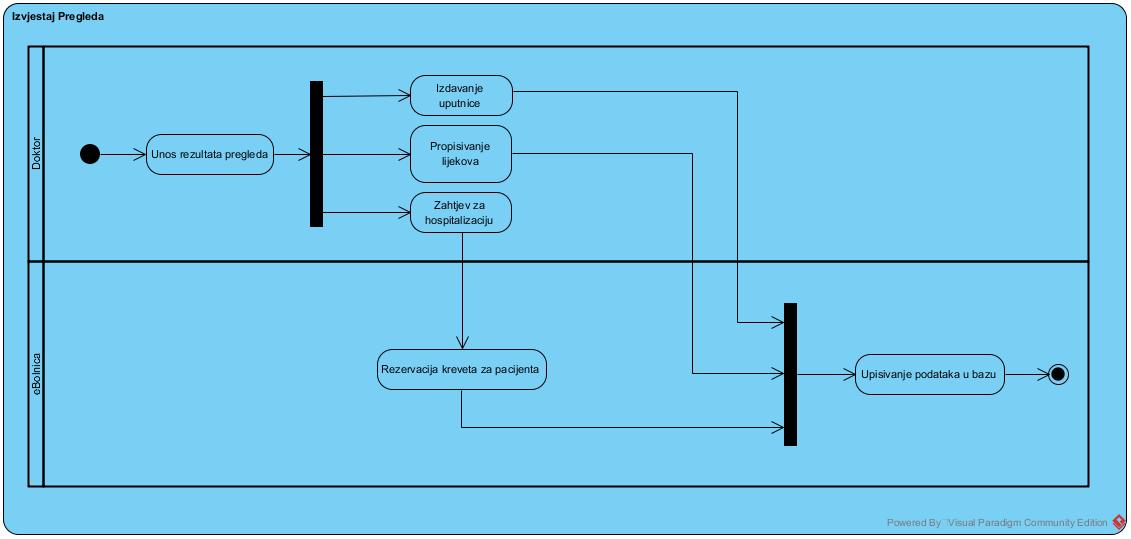 Izvjestaj Pregleda
Doktor
Unos rezultata pregleda
Izdavanje
uputnice
Propisivanje
lijekova
Zahtjev za
hospitalizaciju
eBolnica
Rezervacija kreveta za pacijenta
Upisivanje podataka u bazu
Powered By Visual Paradigm Community Edition